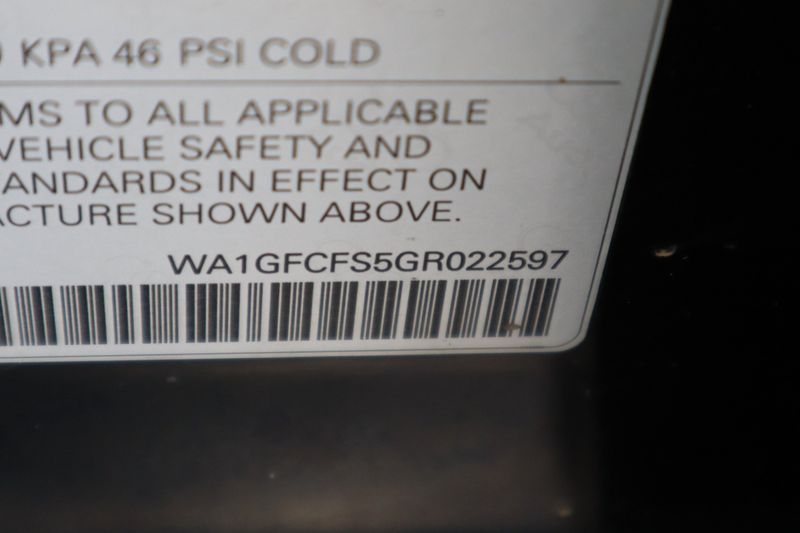 KPA 46 PSI COLD
MS TO ALL APPLICABLE
VEHICLE SAFETY AND
ANDARDS IN EFFECT ON
ACTURE SHOWN ABOVE.
WA1GFCFS5GR022597